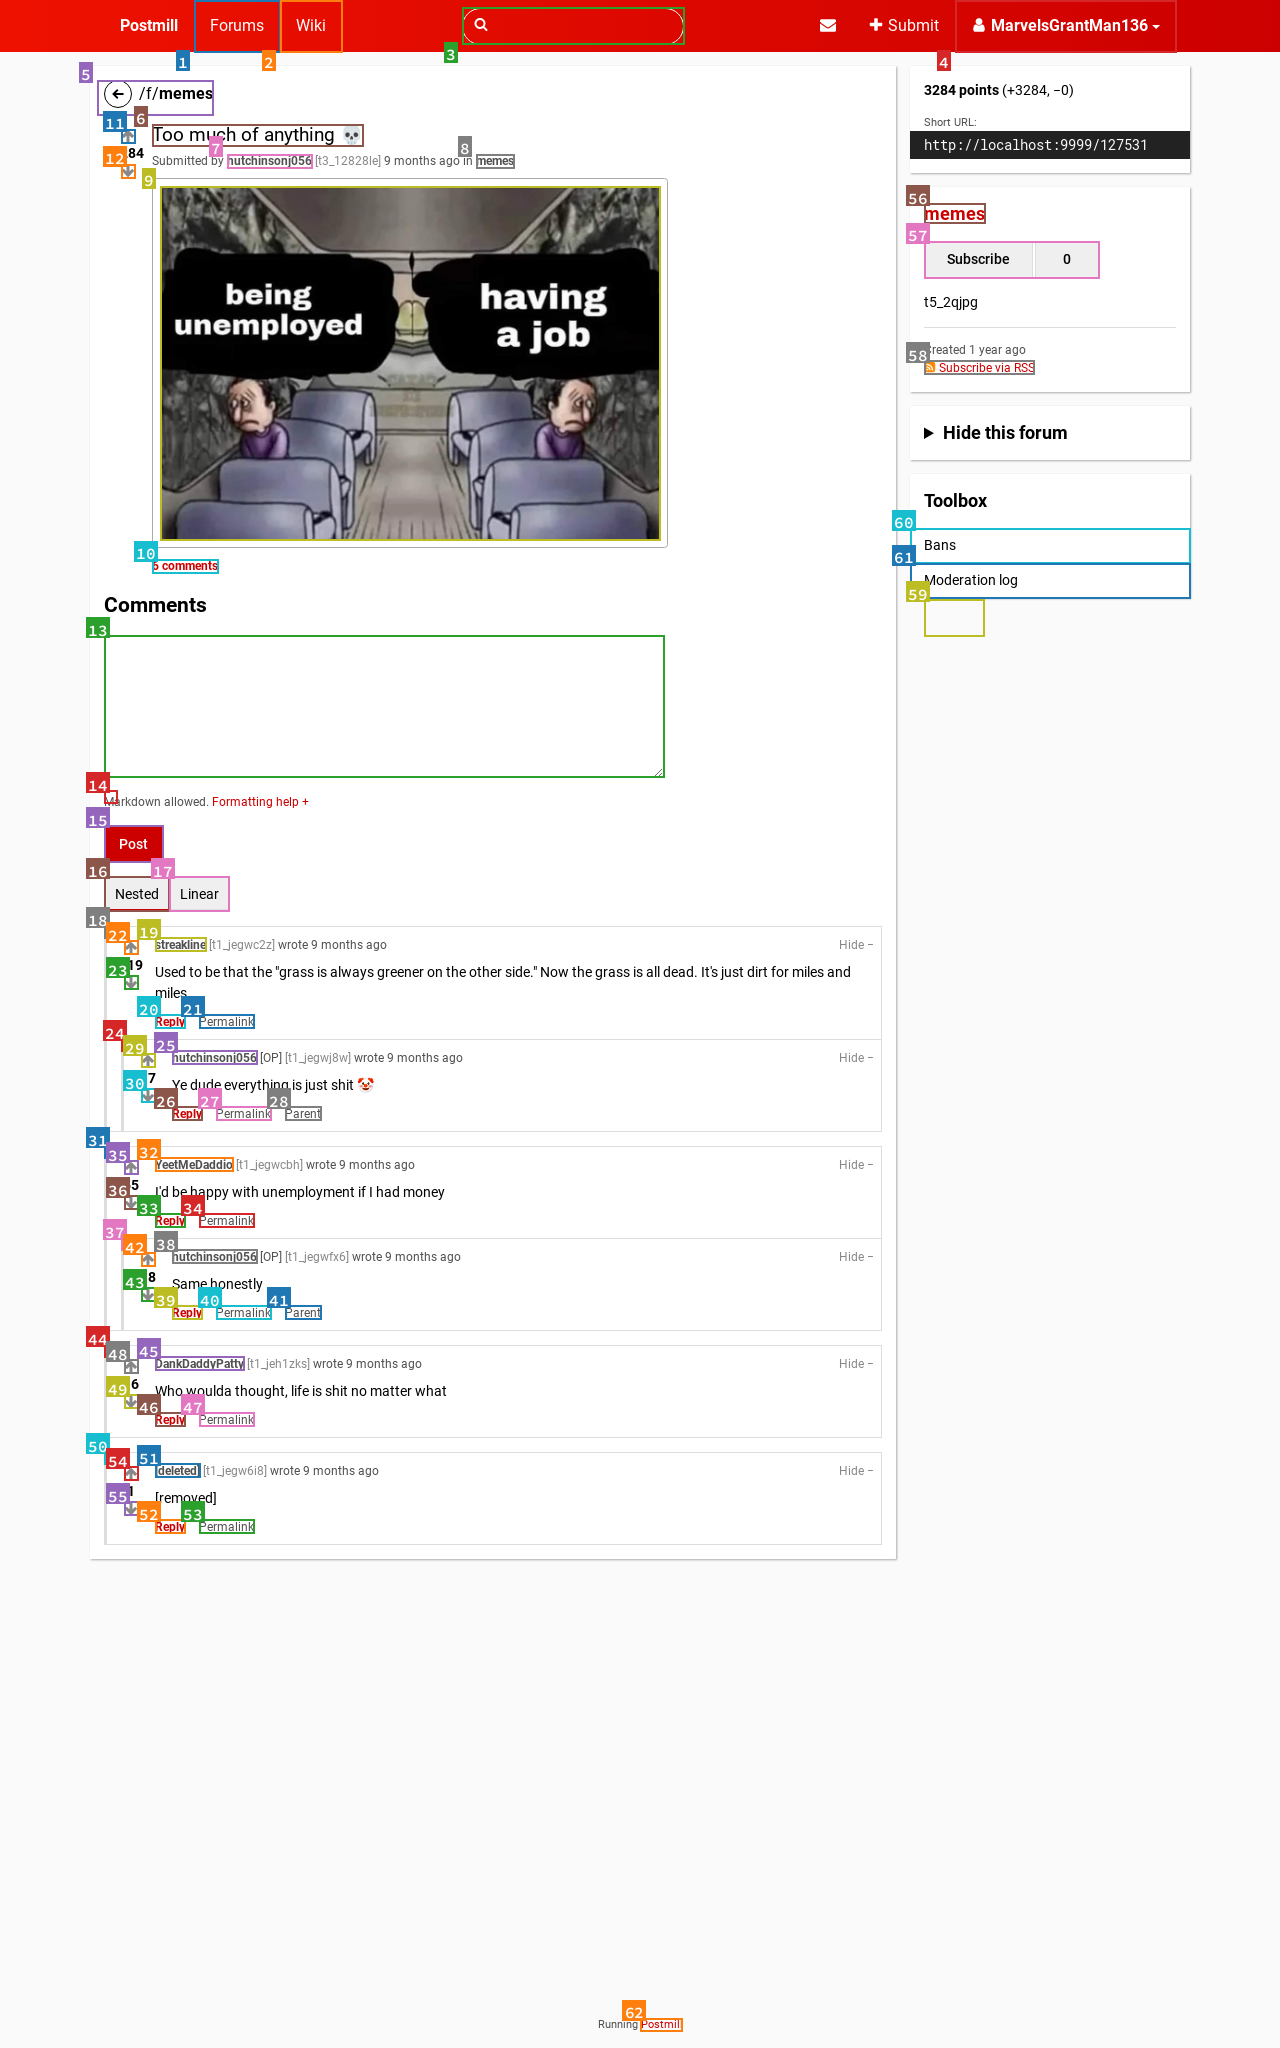 Postmill Forums Wiki Submit MarvelsGrantMan136
1 2 3 4
5 /f/memes
11 6 Too much of anything 💀
12 84 7 8
Submitted by hutchinsonj056 [t3_12828le] 9 months ago in memes
9
being unemployed
having a job
10
6 comments
Comments
13
14
Markdown allowed. Formatting help +
15
Post
16 17
Nested Linear
18
22 19 streakline [t1_jegwc2z] wrote 9 months ago Hide −
23 19 Used to be that the "grass is always greener on the other side." Now the grass is all dead. It's just dirt for miles and
miles
20 21
Reply Permalink
24
29 25 hutchinsonj056 [OP] [t1_jegwj8w] wrote 9 months ago Hide −
30 7 Ye dude everything is just shit 🤡
26 27 28
Reply Permalink Parent
31
35 32 YeetMeDaddio [t1_jegwcbh] wrote 9 months ago Hide −
36 5 I'd be happy with unemployment if I had money
33 34
Reply Permalink
37
42 38 hutchinsonj056 [OP] [t1_jegwfx6] wrote 9 months ago Hide −
43 8 Same honestly
39 40 41
Reply Permalink Parent
44
48 45 DankDaddyPatty [t1_jeh1zks] wrote 9 months ago Hide −
49 6 Who woulda thought, life is shit no matter what
46 47
Reply Permalink
50
54 51 [deleted] [t1_jegw6i8] wrote 9 months ago Hide −
55 1 [removed]
52 53
Reply Permalink
3284 points (+3284, −0)
Short URL:
http://localhost:9999/127531
56
memes
57
Subscribe 0
t5_2qjpg
58
Created 1 year ago
Subscribe via RSS
Hide this forum
Toolbox
60
Bans
61
Moderation log
59
62
Running Postmill